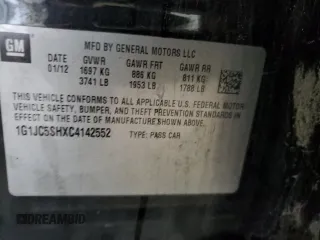 GM
MFD BY GENERAL MOTORS LLC
DATE GVWR GAWR FRT GAWR RR
01/12 1697 KG 886 KG 811 KG
3741 LB 1953 LB 1788 LB
THIS VEHICLE CONFORMS TO ALL APPLICABLE U.S. FEDERAL MOTOR
VEHICLE SAFETY, BUMPER, AND THEFT PREVENTION STANDARDS IN
EFFECT ON THE DATE OF MANUFACTURE SHOWN ABOVE.
1G1JC5SHXC4142552 TYPE: PASS CAR
DREAMBID